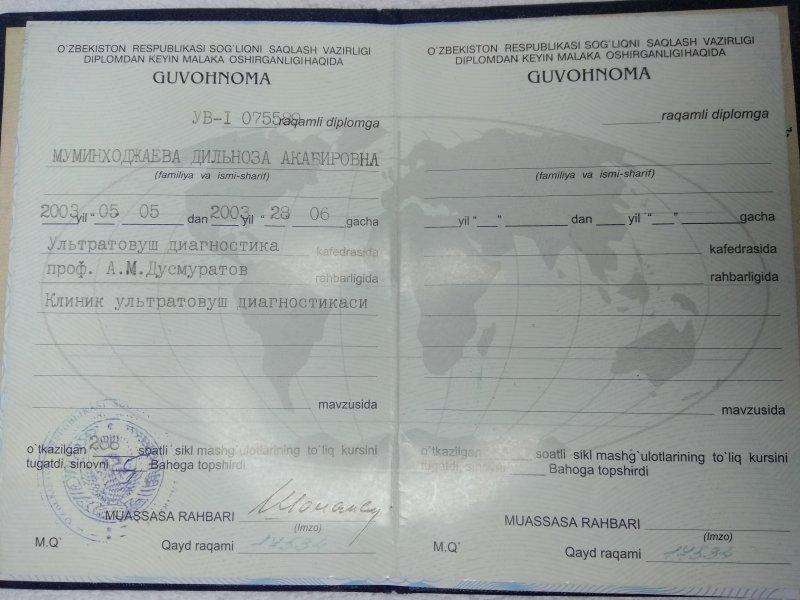 O`ZBEKISTON RESPUBLIKASI SOG`LIQNI SAQLASH VAZIRLIGI
DIPLOMDAN KEYIN MALAKA OSHIRGANLIGIHAQIDA
GUVOHNOMA
УВ-I 075589 raqamli diplomga
МУМИНХОДЖАЕВА ДИЛЬНОЗА АКАБИРОВНА
(familiya va ismi-sharif)
2003 yil “ 05 ” 05 dan 2003 yil “ 28 ” 06 gacha
Ультратовуш диагностика kafedrasida
проф. А.М.Дусмуратов rahbarligida
Клиник ультратовуш диагностикаси
mavzusida
o`tkazilgan 288 soatli sikl mashg`ulotlarining to`liq kursini
tugatdi, sinovni Bahoga topshirdi
MUASSASA RAHBARI
(Imzo)
M.Q` Qayd raqami
O`ZBEKISTON RESPUBLIKASI SOG`LIQNI SAQLASH VAZIRLIGI
DIPLOMDAN KEYIN MALAKA OSHIRGANLIGIHAQIDA
GUVOHNOMA
raqamli diplomga
(familiya va ismi-sharif)
yil “ ” dan yil “ ” gacha
kafedrasida
rahbarligida
mavzusida
o`tkazilgan soatli sikl mashg`ulotlarining to`liq kursini
tugatdi, sinovni Bahoga topshirdi
MUASSASA RAHBARI
(Imzo)
M.Q` Qayd raqami